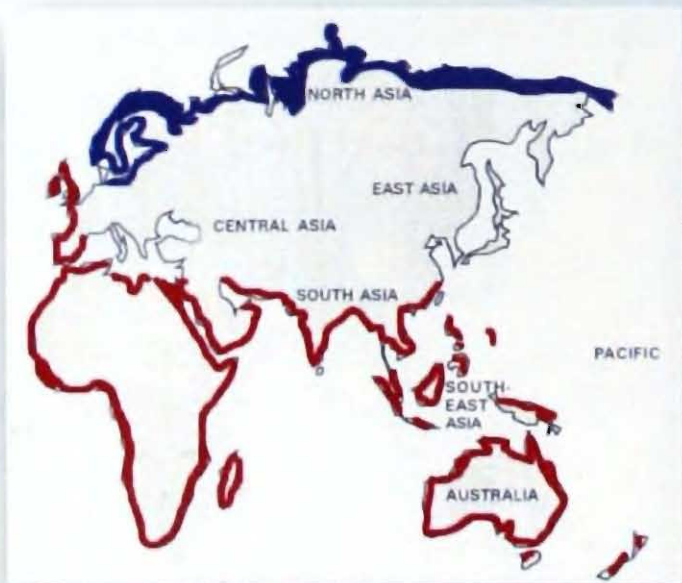 NORTH ASIA
EAST ASIA
CENTRAL ASIA
SOUTH ASIA
PACIFIC
SOUTH-
EAST
ASIA
AUSTRALIA